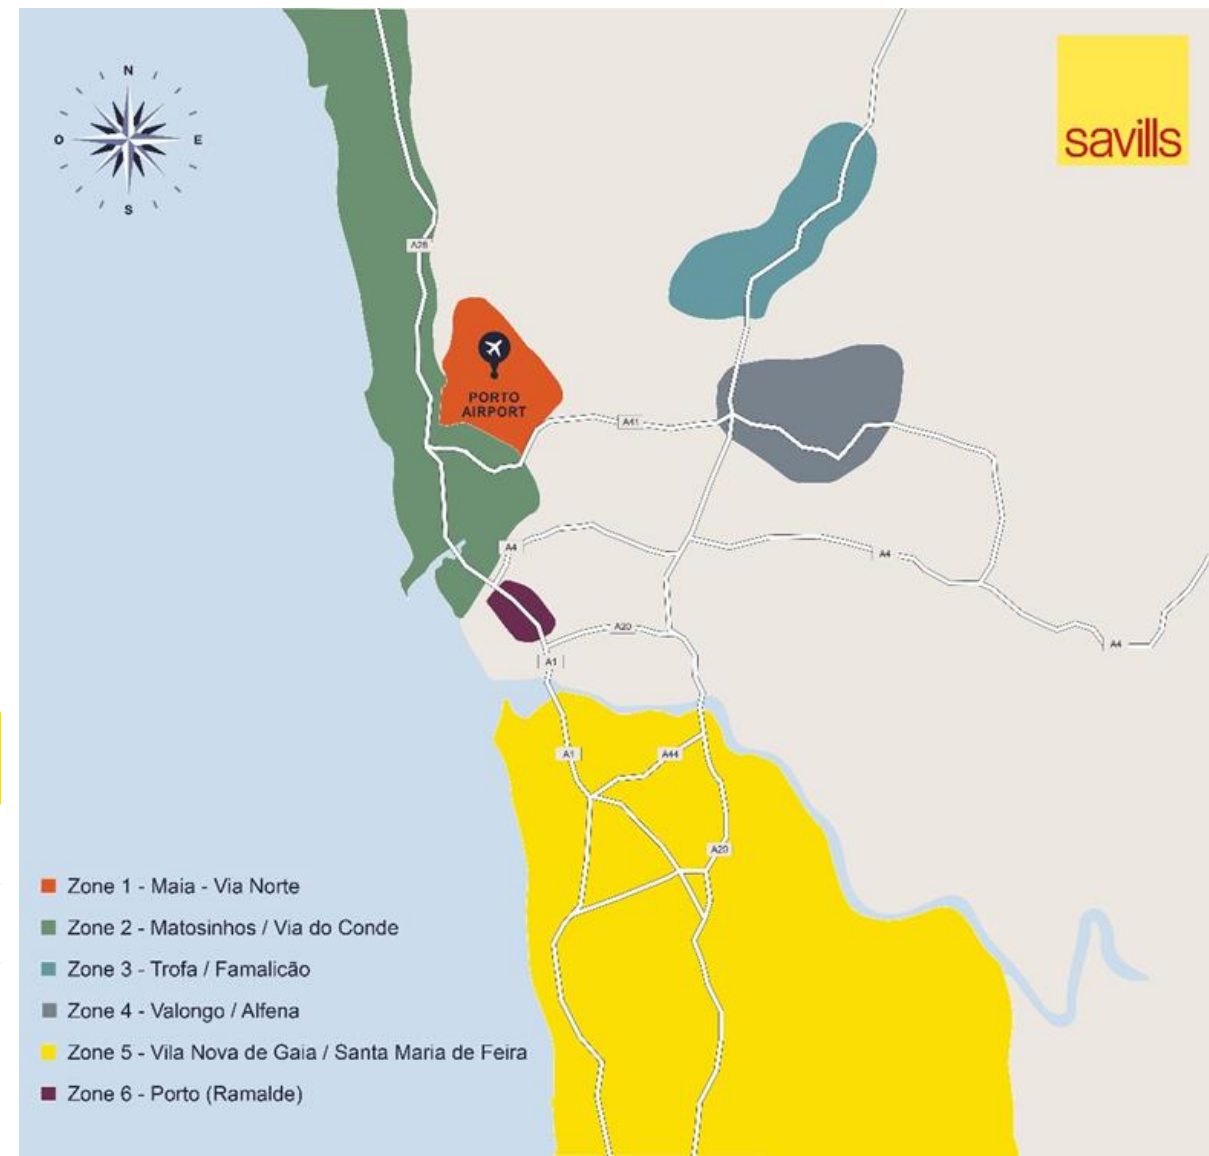 N
O
E
S
savills
A28
PORTO
AIRPORT
A41
A4
A4
A20
A4
A1
A1
A44
A20
Zone 1 - Maia - Via Norte
Zone 2 - Matosinhos / Via do Conde
Zone 3 - Trofa / Famalicão
Zone 4 - Valongo / Alfena
Zone 5 - Vila Nova de Gaia / Santa Maria de Feira
Zone 6 - Porto (Ramalde)